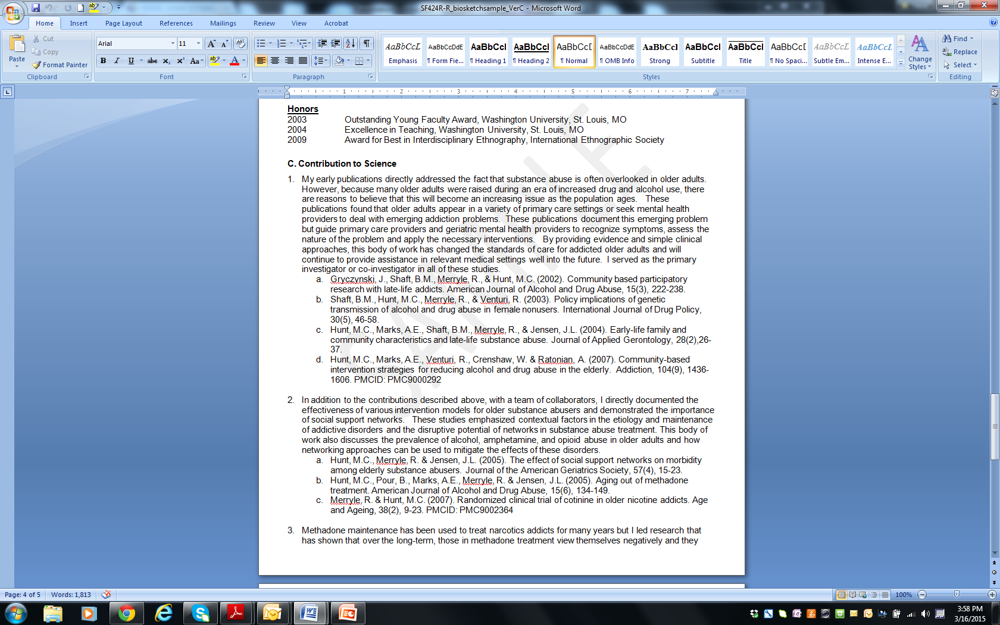 SF424R-R_biosketchsample_VerC - Microsoft Word
Home Insert Page Layout References Mailings Review View Acrobat
Paste
Cut
Copy
Format Painter
Clipboard
Arial 11
Font
Paragraph
AaBbCcL AaBbCcDdE AaBbCcI AaBbCcI AaBbCcD AaBbCcDdE AaBbCcI AaBbCcI AaBbCcI AaBbCcD AaBbCcL AaBbCcL
Emphasis ¶ Form Fie... ¶ Heading 1 ¶ Heading 2 ¶ Normal ¶ OMB Info Strong Subtitle Title ¶ No Spaci... Subtle Em... Intense E...
Styles
Change Styles
Find
Replace
Select
Editing
1 2 3 4 5 6 7
SAMPLE
Honors
2003 Outstanding Young Faculty Award, Washington University, St. Louis, MO
2004 Excellence in Teaching, Washington University, St. Louis, MO
2009 Award for Best in Interdisciplinary Ethnography, International Ethnographic Society
C. Contribution to Science
1. My early publications directly addressed the fact that substance abuse is often overlooked in older adults.
However, because many older adults were raised during an era of increased drug and alcohol use, there
are reasons to believe that this will become an increasing issue as the population ages. These
publications found that older adults appear in a variety of primary care settings or seek mental health
providers to deal with emerging addiction problems. These publications document this emerging problem
but guide primary care providers and geriatric mental health providers to recognize symptoms, assess the
nature of the problem and apply the necessary interventions. By providing evidence and simple clinical
approaches, this body of work has changed the standards of care for addicted older adults and will
continue to provide assistance in relevant medical settings well into the future. I served as the primary
investigator or co-investigator in all of these studies.
a. Gryczynski, J., Shaft, B.M., Merryle, R., & Hunt, M.C. (2002). Community based participatory
research with late-life addicts. American Journal of Alcohol and Drug Abuse, 15(3), 222-238.
b. Shaft, B.M., Hunt, M.C., Merryle, R., & Venturi, R. (2003). Policy implications of genetic
transmission of alcohol and drug abuse in female nonusers. International Journal of Drug Policy,
30(5), 46-58.
c. Hunt, M.C., Marks, A.E., Shaft, B.M., Merryle, R., & Jensen, J.L. (2004). Early-life family and
community characteristics and late-life substance abuse. Journal of Applied Gerontology, 28(2),26-
37.
d. Hunt, M.C., Marks, A.E., Venturi, R., Crenshaw, W. & Ratonian, A. (2007). Community-based
intervention strategies for reducing alcohol and drug abuse in the elderly. Addiction, 104(9), 1436-
1606. PMCID: PMC9000292
2. In addition to the contributions described above, with a team of collaborators, I directly documented the
effectiveness of various intervention models for older substance abusers and demonstrated the importance
of social support networks. These studies emphasized contextual factors in the etiology and maintenance
of addictive disorders and the disruptive potential of networks in substance abuse treatment. This body of
work also discusses the prevalence of alcohol, amphetamine, and opioid abuse in older adults and how
networking approaches can be used to mitigate the effects of these disorders.
a. Hunt, M.C., Merryle, R. & Jensen, J.L. (2005). The effect of social support networks on morbidity
among elderly substance abusers. Journal of the American Geriatrics Society, 57(4), 15-23.
b. Hunt, M.C., Pour, B., Marks, A.E., Merryle, R. & Jensen, J.L. (2005). Aging out of methadone
treatment. American Journal of Alcohol and Drug Abuse, 15(6), 134-149.
c. Merryle, R. & Hunt, M.C. (2007). Randomized clinical trial of cotinine in older nicotine addicts. Age
and Ageing, 38(2), 9-23. PMCID: PMC9002364
3. Methadone maintenance has been used to treat narcotics addicts for many years but I led research that
has shown that over the long-term, those in methadone treatment view themselves negatively and they
Page: 4 of 5 Words: 1,813 100%
3:58 PM
3/16/2015